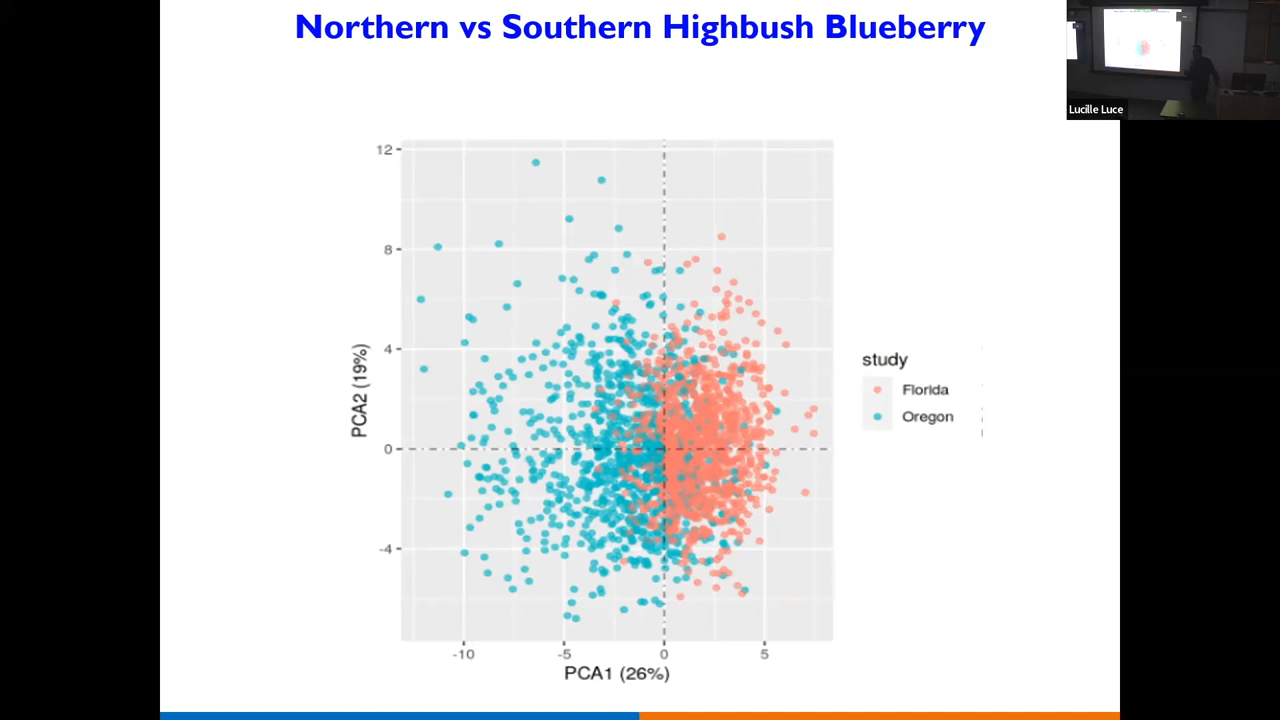 Northern vs Southern Highbush Blueberry
Lucille Luce
12
8
4
0
-4
PCA2 (19%)
-10
-5
0
5
PCA1 (26%)
study
Florida
Oregon